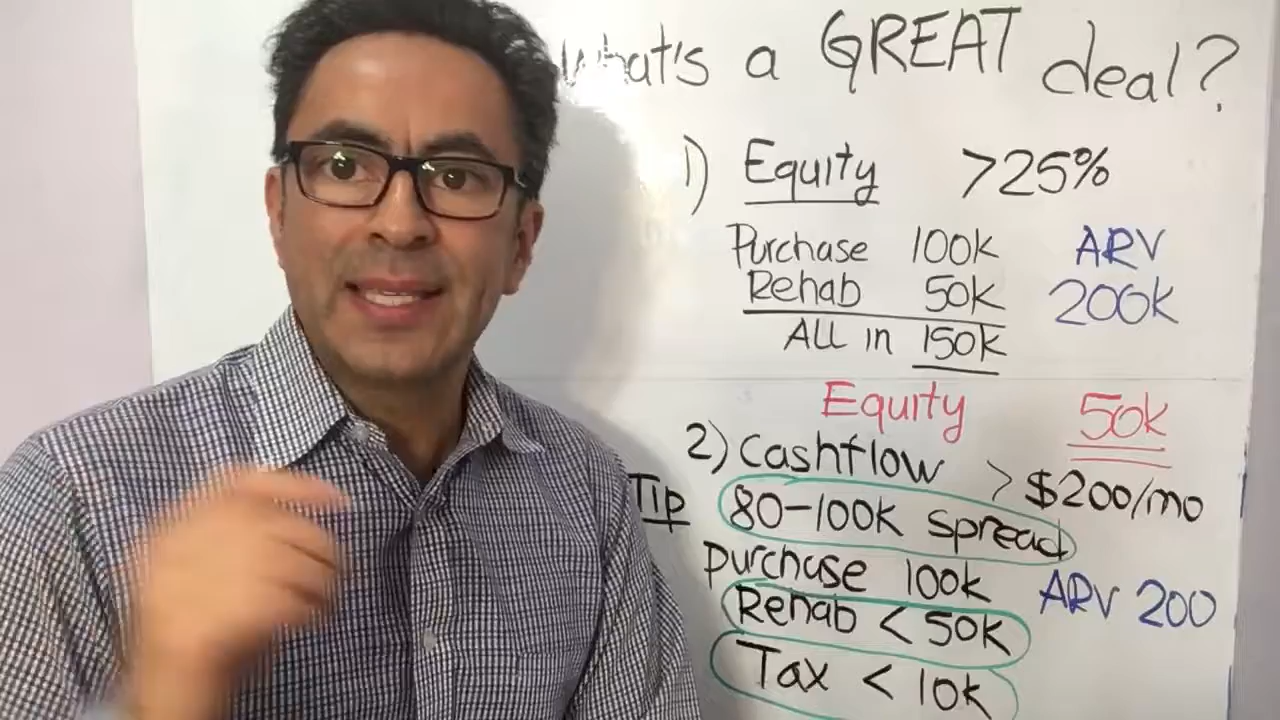 What's a GREAT deal?
1) Equity >25%
Purchase 100k ARV
Rehab 50k 200k
All in 150k
Equity 50k
2) Cashflow > $200/mo
Tip 80-100k spread
purchase 100k ARV 200
Rehab < 50k
Tax < 10k